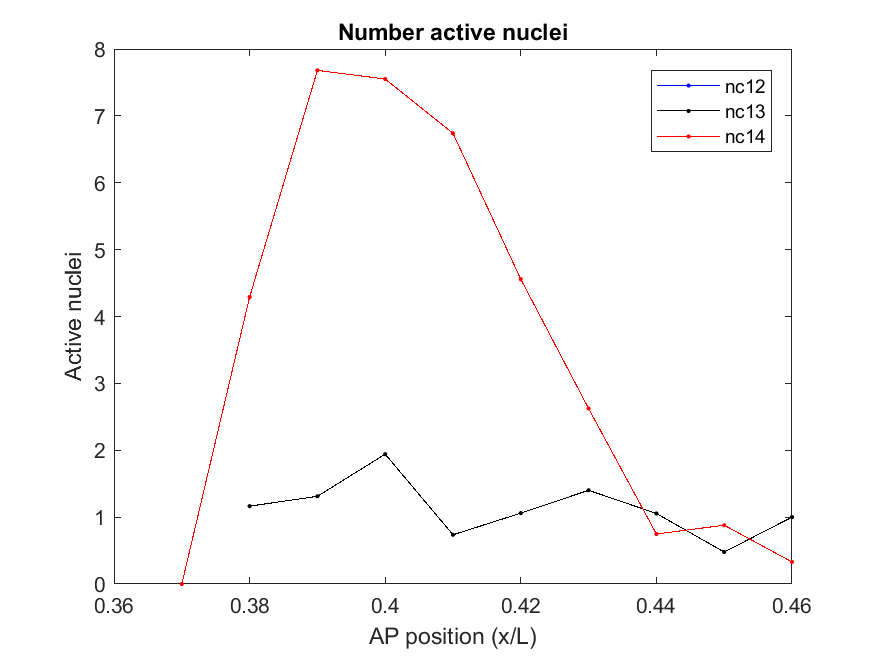 Number active nuclei
8
7
6
5
4
3
2
1
0
Active nuclei
nc12
nc13
nc14
0.36 0.38 0.4 0.42 0.44 0.46
AP position (x/L)